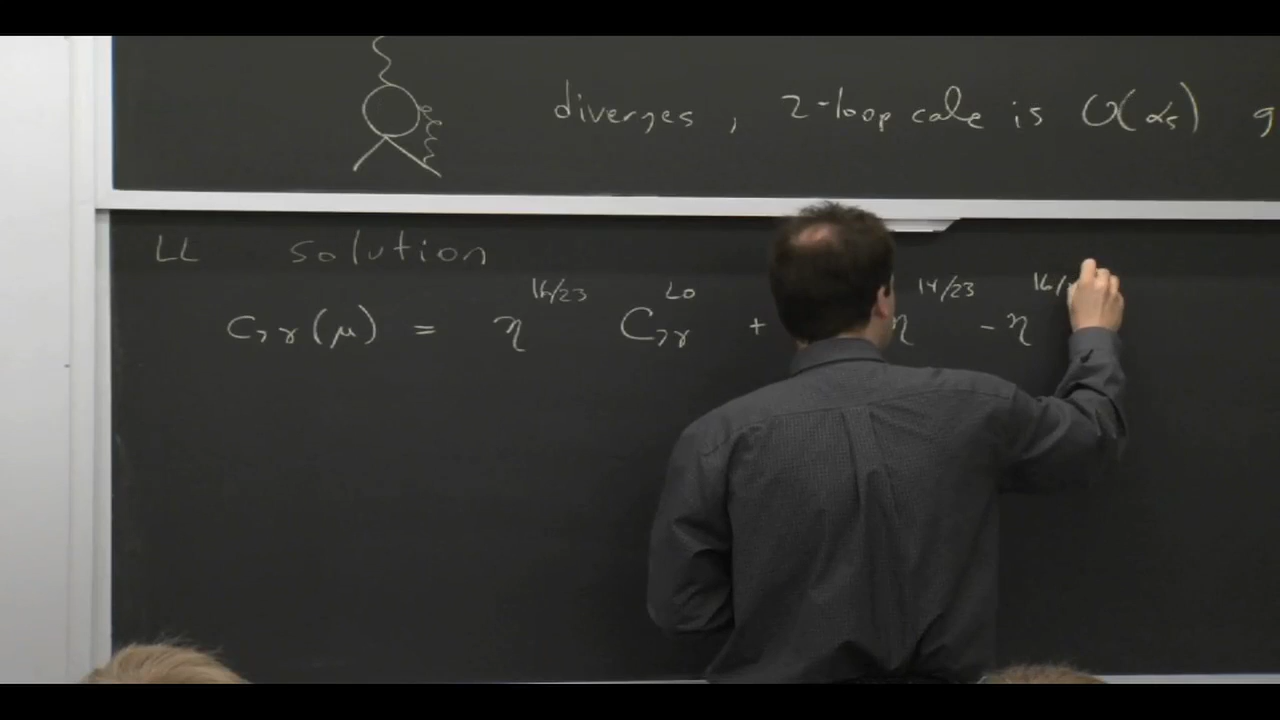 diverges , 2-loop calc is O(αs)
LL solution
C₇γ(μ) = η^16/23 C₇γ^LO + η^14/23 - η^16/